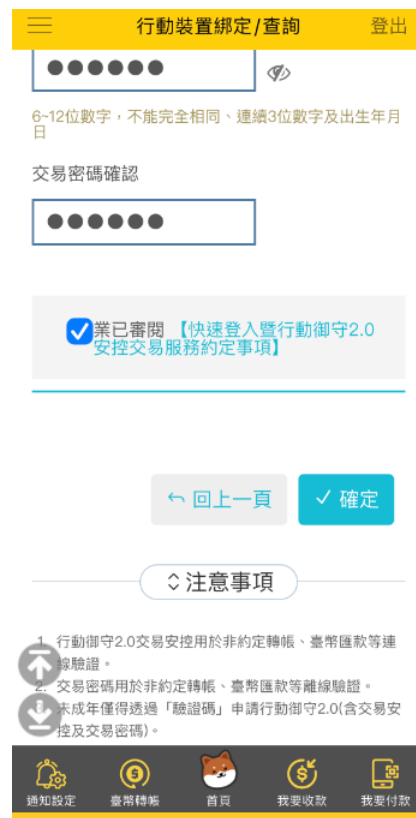 行動裝置綁定/查詢
登出
●●●●●●
6~12位數字，不能完全相同、連續3位數字及出生年月
日
交易密碼確認
●●●●●●
業已審閱【快速登入暨行動御守2.0
安控交易服務約定事項】
回上一頁
確定
注意事項
1. 行動御守2.0交易安控用於非約定轉帳、臺幣匯款等連
線驗證。
2. 交易密碼用於非約定轉帳、臺幣匯款等離線驗證。
未成年僅得透過「驗證碼」申請行動御守2.0(含交易安
控及交易密碼)。
通知設定
臺幣轉帳
首頁
我要收款
我要付款